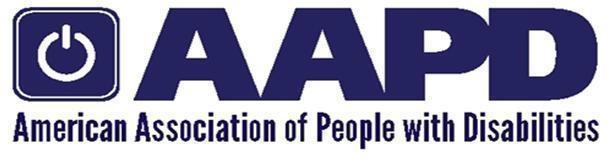 AAPD
American Association of People with Disabilities